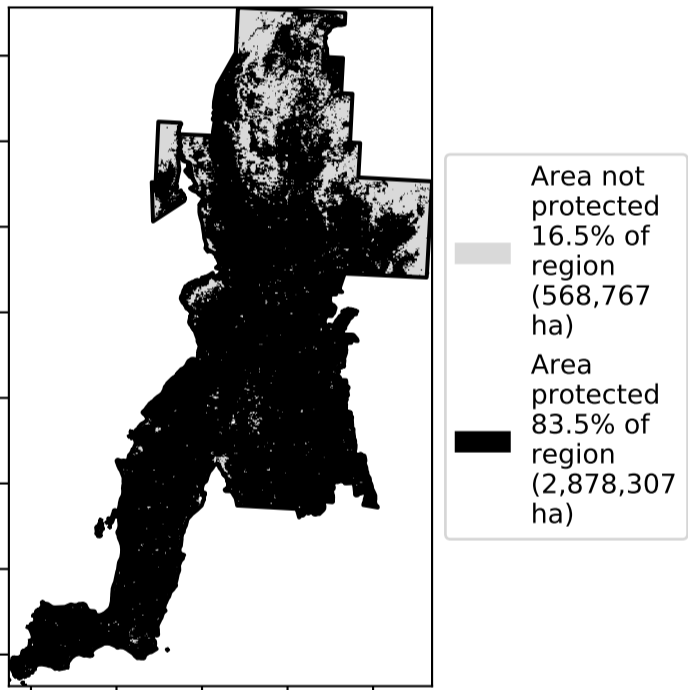 Area not
protected
16.5% of
region
(568,767
ha)
Area
protected
83.5% of
region
(2,878,307
ha)